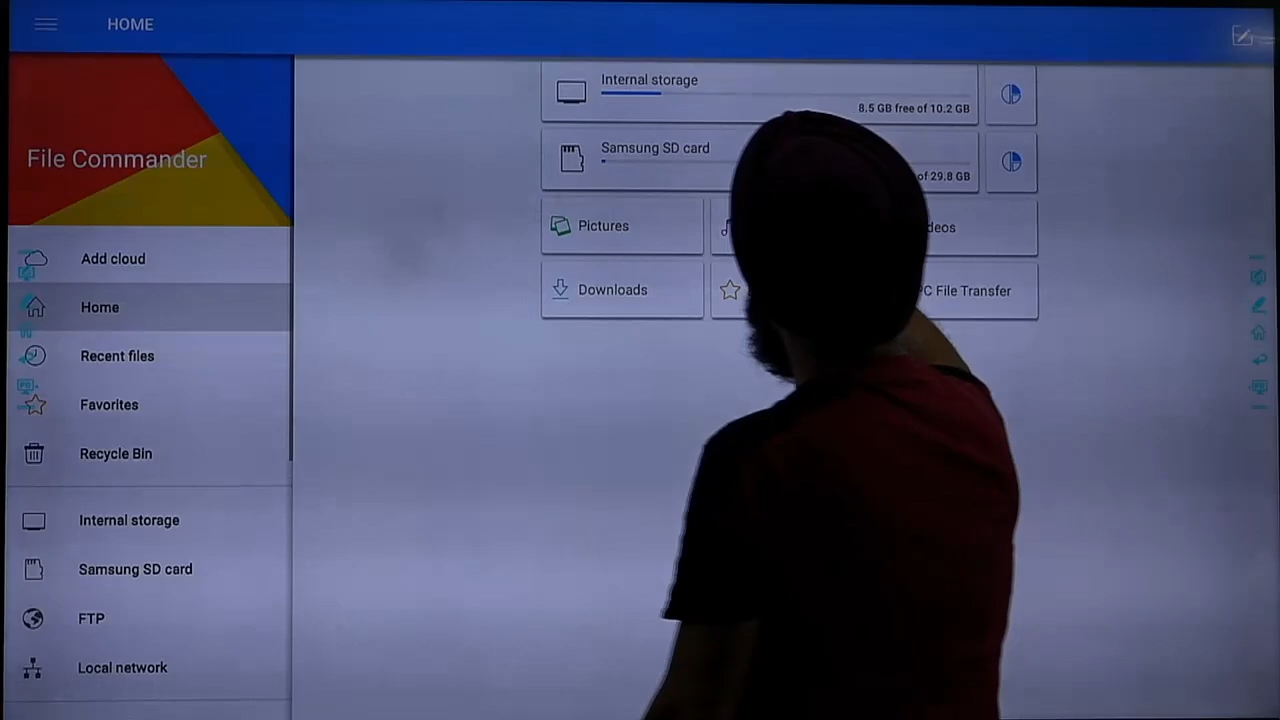 HOME
File Commander
Add cloud
Home
Recent files
Favorites
Recycle Bin
Internal storage
Samsung SD card
FTP
Local network
Internal storage
8.5 GB free of 10.2 GB
Samsung SD card
of 29.8 GB
Pictures
deos
Downloads
PC File Transfer